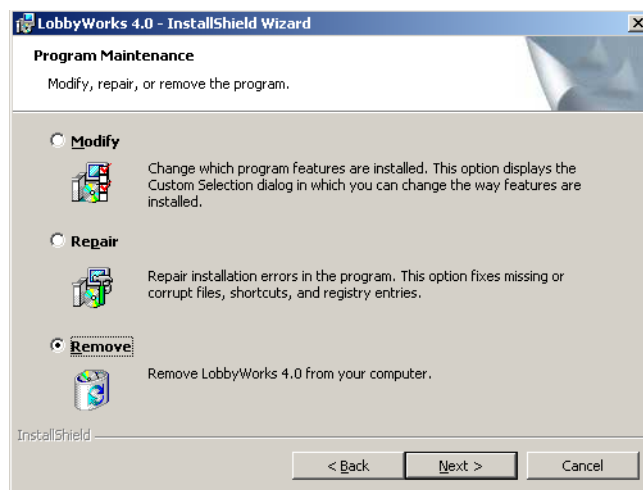 LobbyWorks 4.0 - InstallShield Wizard
Program Maintenance
Modify, repair, or remove the program.
Modify
Change which program features are installed. This option displays the
Custom Selection dialog in which you can change the way features are
installed.
Repair
Repair installation errors in the program. This option fixes missing or
corrupt files, shortcuts, and registry entries.
Remove
Remove LobbyWorks 4.0 from your computer.
InstallShield
< Back
Next >
Cancel